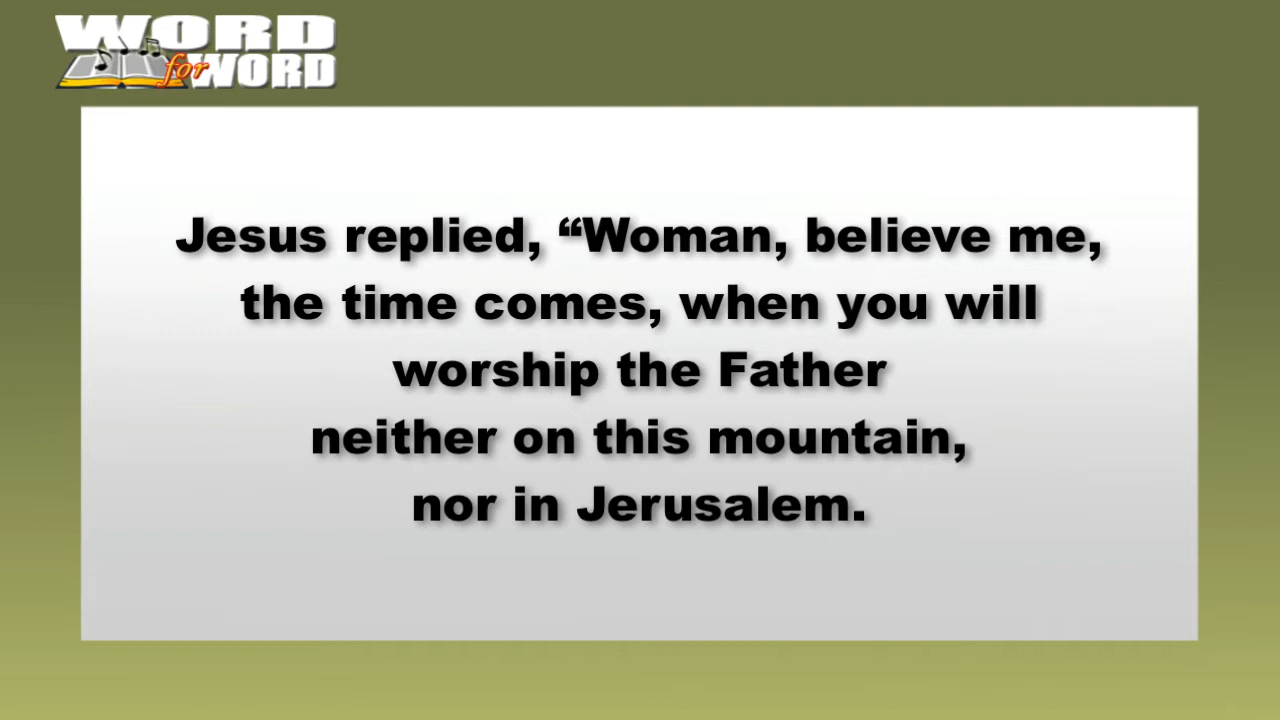 WORD
for WORD
Jesus replied, “Woman, believe me,
the time comes, when you will
worship the Father
neither on this mountain,
nor in Jerusalem.